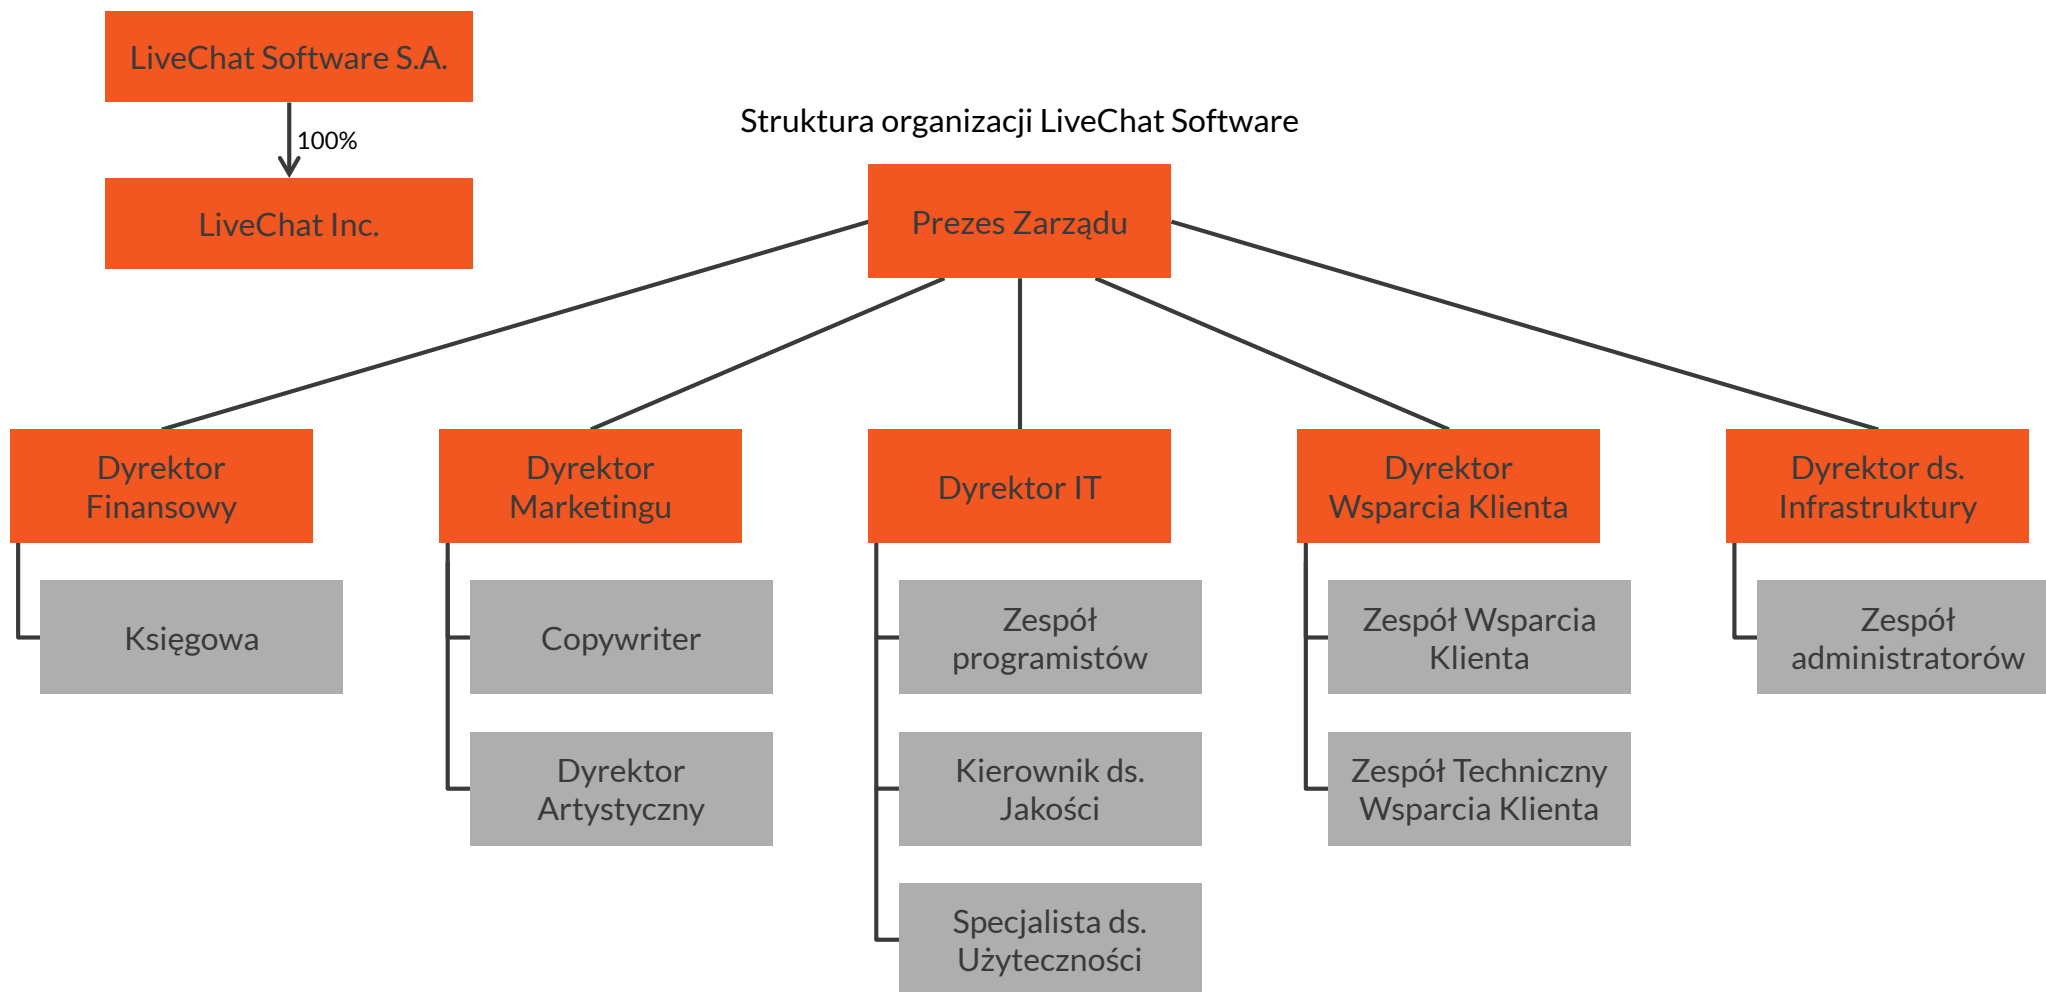 LiveChat Software S.A.
100%
LiveChat Inc.
Struktura organizacji LiveChat Software
Prezes Zarządu
Dyrektor
Finansowy
Księgowa
Dyrektor
Marketingu
Copywriter
Dyrektor
Artystyczny
Dyrektor IT
Zespół
programistów
Kierownik ds.
Jakości
Specjalista ds.
Użyteczności
Dyrektor
Wsparcia Klienta
Zespół Wsparcia
Klienta
Zespół Techniczny
Wsparcia Klienta
Dyrektor ds.
Infrastruktury
Zespół
administratorów